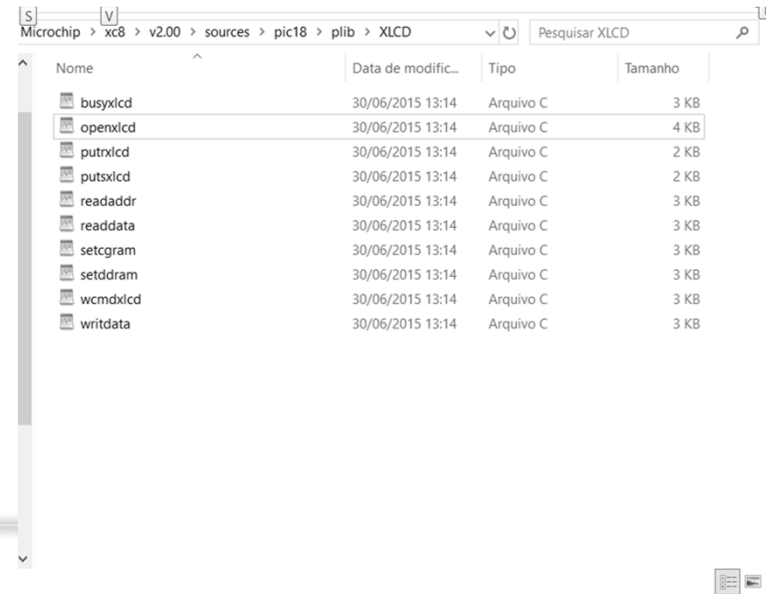 S V
Microchip > xc8 > v2.00 > sources > pic18 > plib > XLCD Pesquisar XLCD
Nome Data de modific... Tipo Tamanho
busyxlcd 30/06/2015 13:14 Arquivo C 3 KB
openxlcd 30/06/2015 13:14 Arquivo C 4 KB
putrxlcd 30/06/2015 13:14 Arquivo C 2 KB
putsxlcd 30/06/2015 13:14 Arquivo C 2 KB
readaddr 30/06/2015 13:14 Arquivo C 3 KB
readdata 30/06/2015 13:14 Arquivo C 3 KB
setcgram 30/06/2015 13:14 Arquivo C 3 KB
setddram 30/06/2015 13:14 Arquivo C 3 KB
wcmdxlcd 30/06/2015 13:14 Arquivo C 3 KB
writdata 30/06/2015 13:14 Arquivo C 3 KB